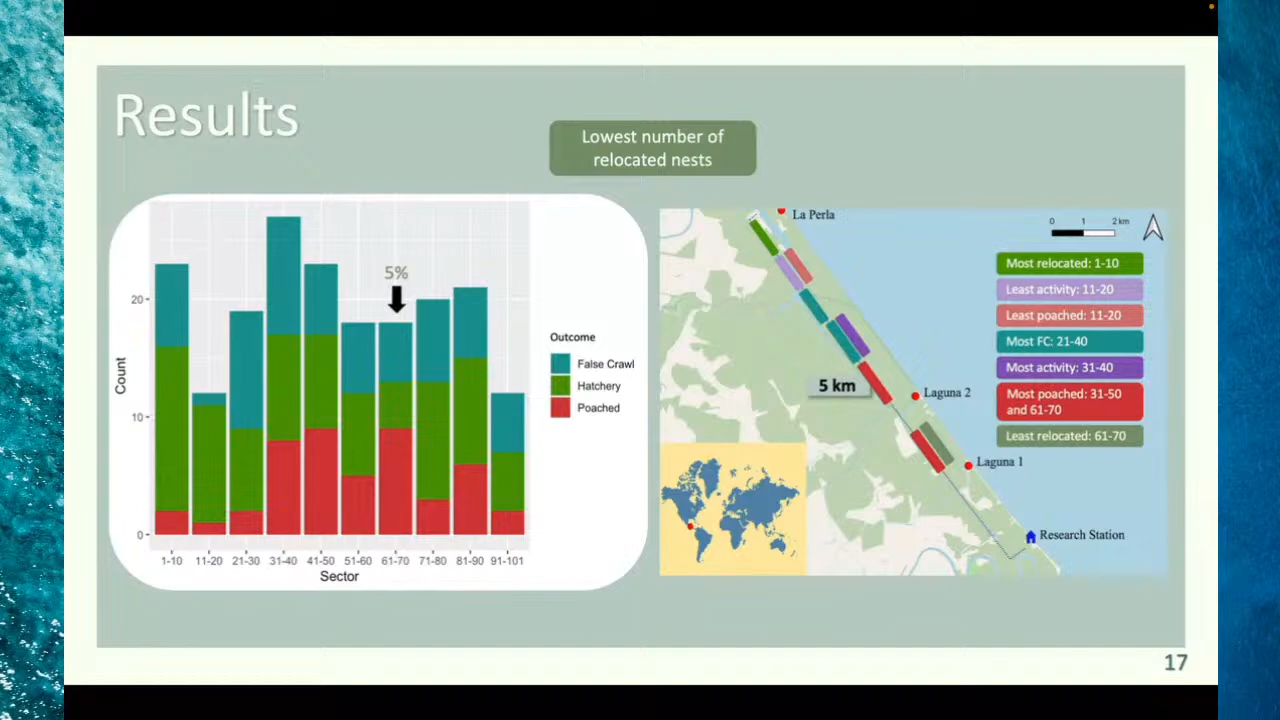 Results
Lowest number of
relocated nests
5%
20
10
0
Count
1-10
11-20
21-30
31-40
41-50
51-60
61-70
71-80
81-90
91-101
Sector
Outcome
False Crawl
Hatchery
Poached
La Perla
0 1 2 km
Most relocated: 1-10
Least activity: 11-20
Least poached: 11-20
Most FC: 21-40
Most activity: 31-40
Most poached: 31-50
and 61-70
Least relocated: 61-70
5 km
Laguna 2
Laguna 1
Research Station
17